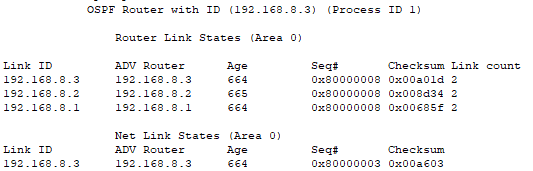 OSPF Router with ID (192.168.8.3) (Process ID 1)
Router Link States (Area 0)
Link ID ADV Router Age Seq# Checksum Link count
192.168.8.3 192.168.8.3 664 0x80000008 0x00a01d 2
192.168.8.2 192.168.8.2 665 0x80000008 0x008d34 2
192.168.8.1 192.168.8.1 664 0x80000008 0x00685f 2
Net Link States (Area 0)
Link ID ADV Router Age Seq# Checksum
192.168.8.3 192.168.8.3 664 0x80000003 0x00a603